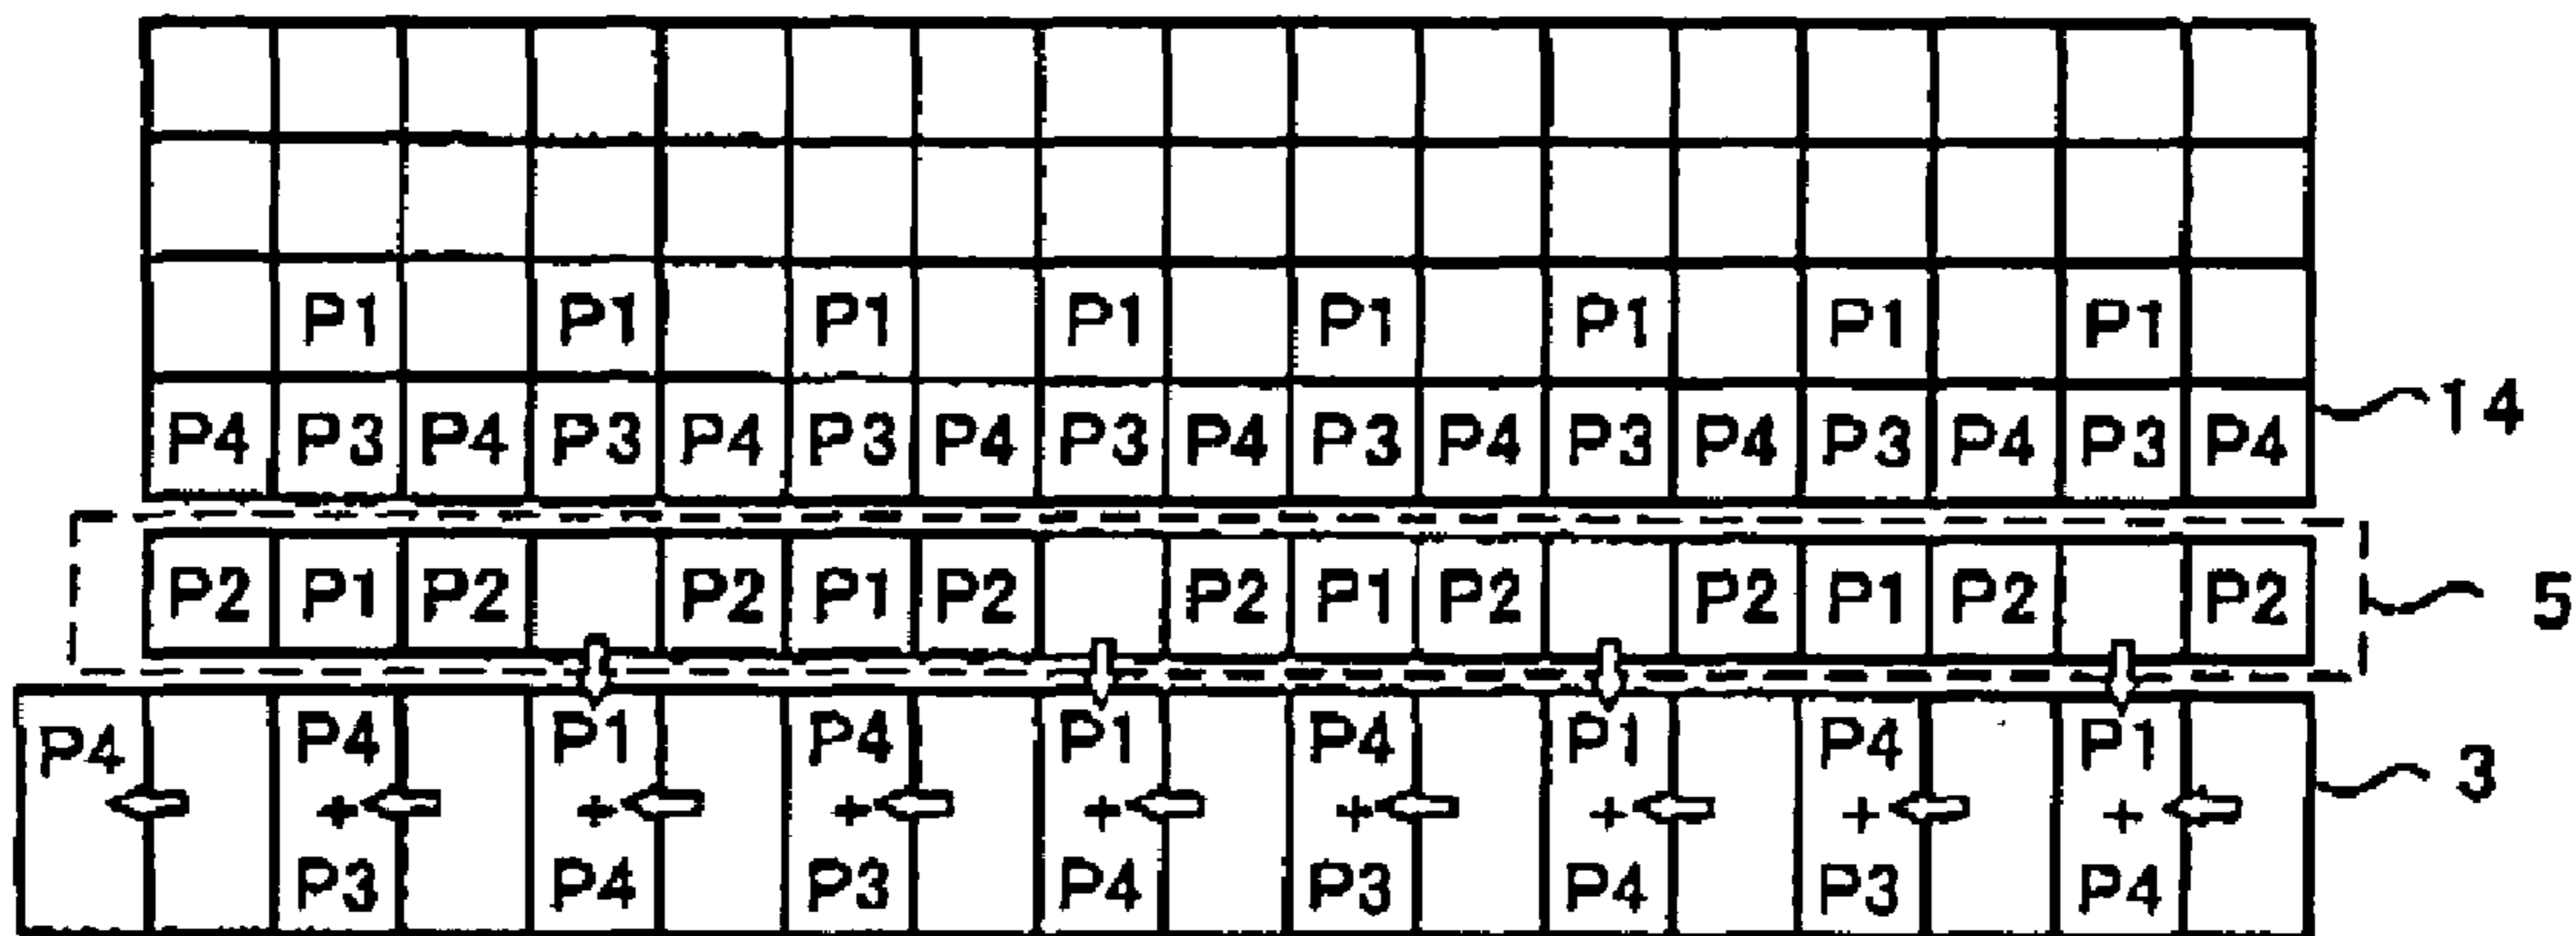 P1 P1 P1 P1 P1 P1 P1 P1
P4 P3 P4 P3 P4 P3 P4 P3 P4 P3 P4 P3 P4 P3 P4 P3 P4 14
P2 P1 P2 P2 P1 P2 P2 P1 P2 P2 P1 P2 P2 5
P4 P4 P1 P4 P1 P4 P1 P4 P1 3
+ + + + + + + +
P3 P4 P3 P4 P3 P4 P3 P4